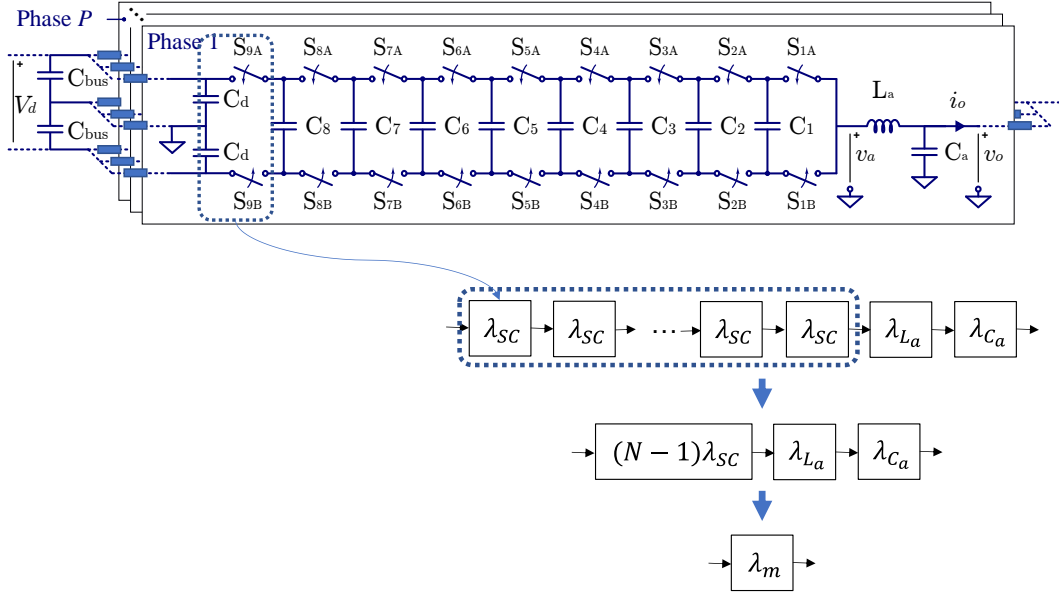 Phase P
Phase 1
S9A S8A S7A S6A S5A S4A S3A S2A S1A
+ Cbus Cd La io
Vd C8 C7 C6 C5 C4 C3 C2 C1 + +
Cbus Cd va Ca vo
S9B S8B S7B S6B S5B S4B S3B S2B S1B
λSC λSC ... λSC λSC λLa λCa
(N − 1)λSC λLa λCa
λm